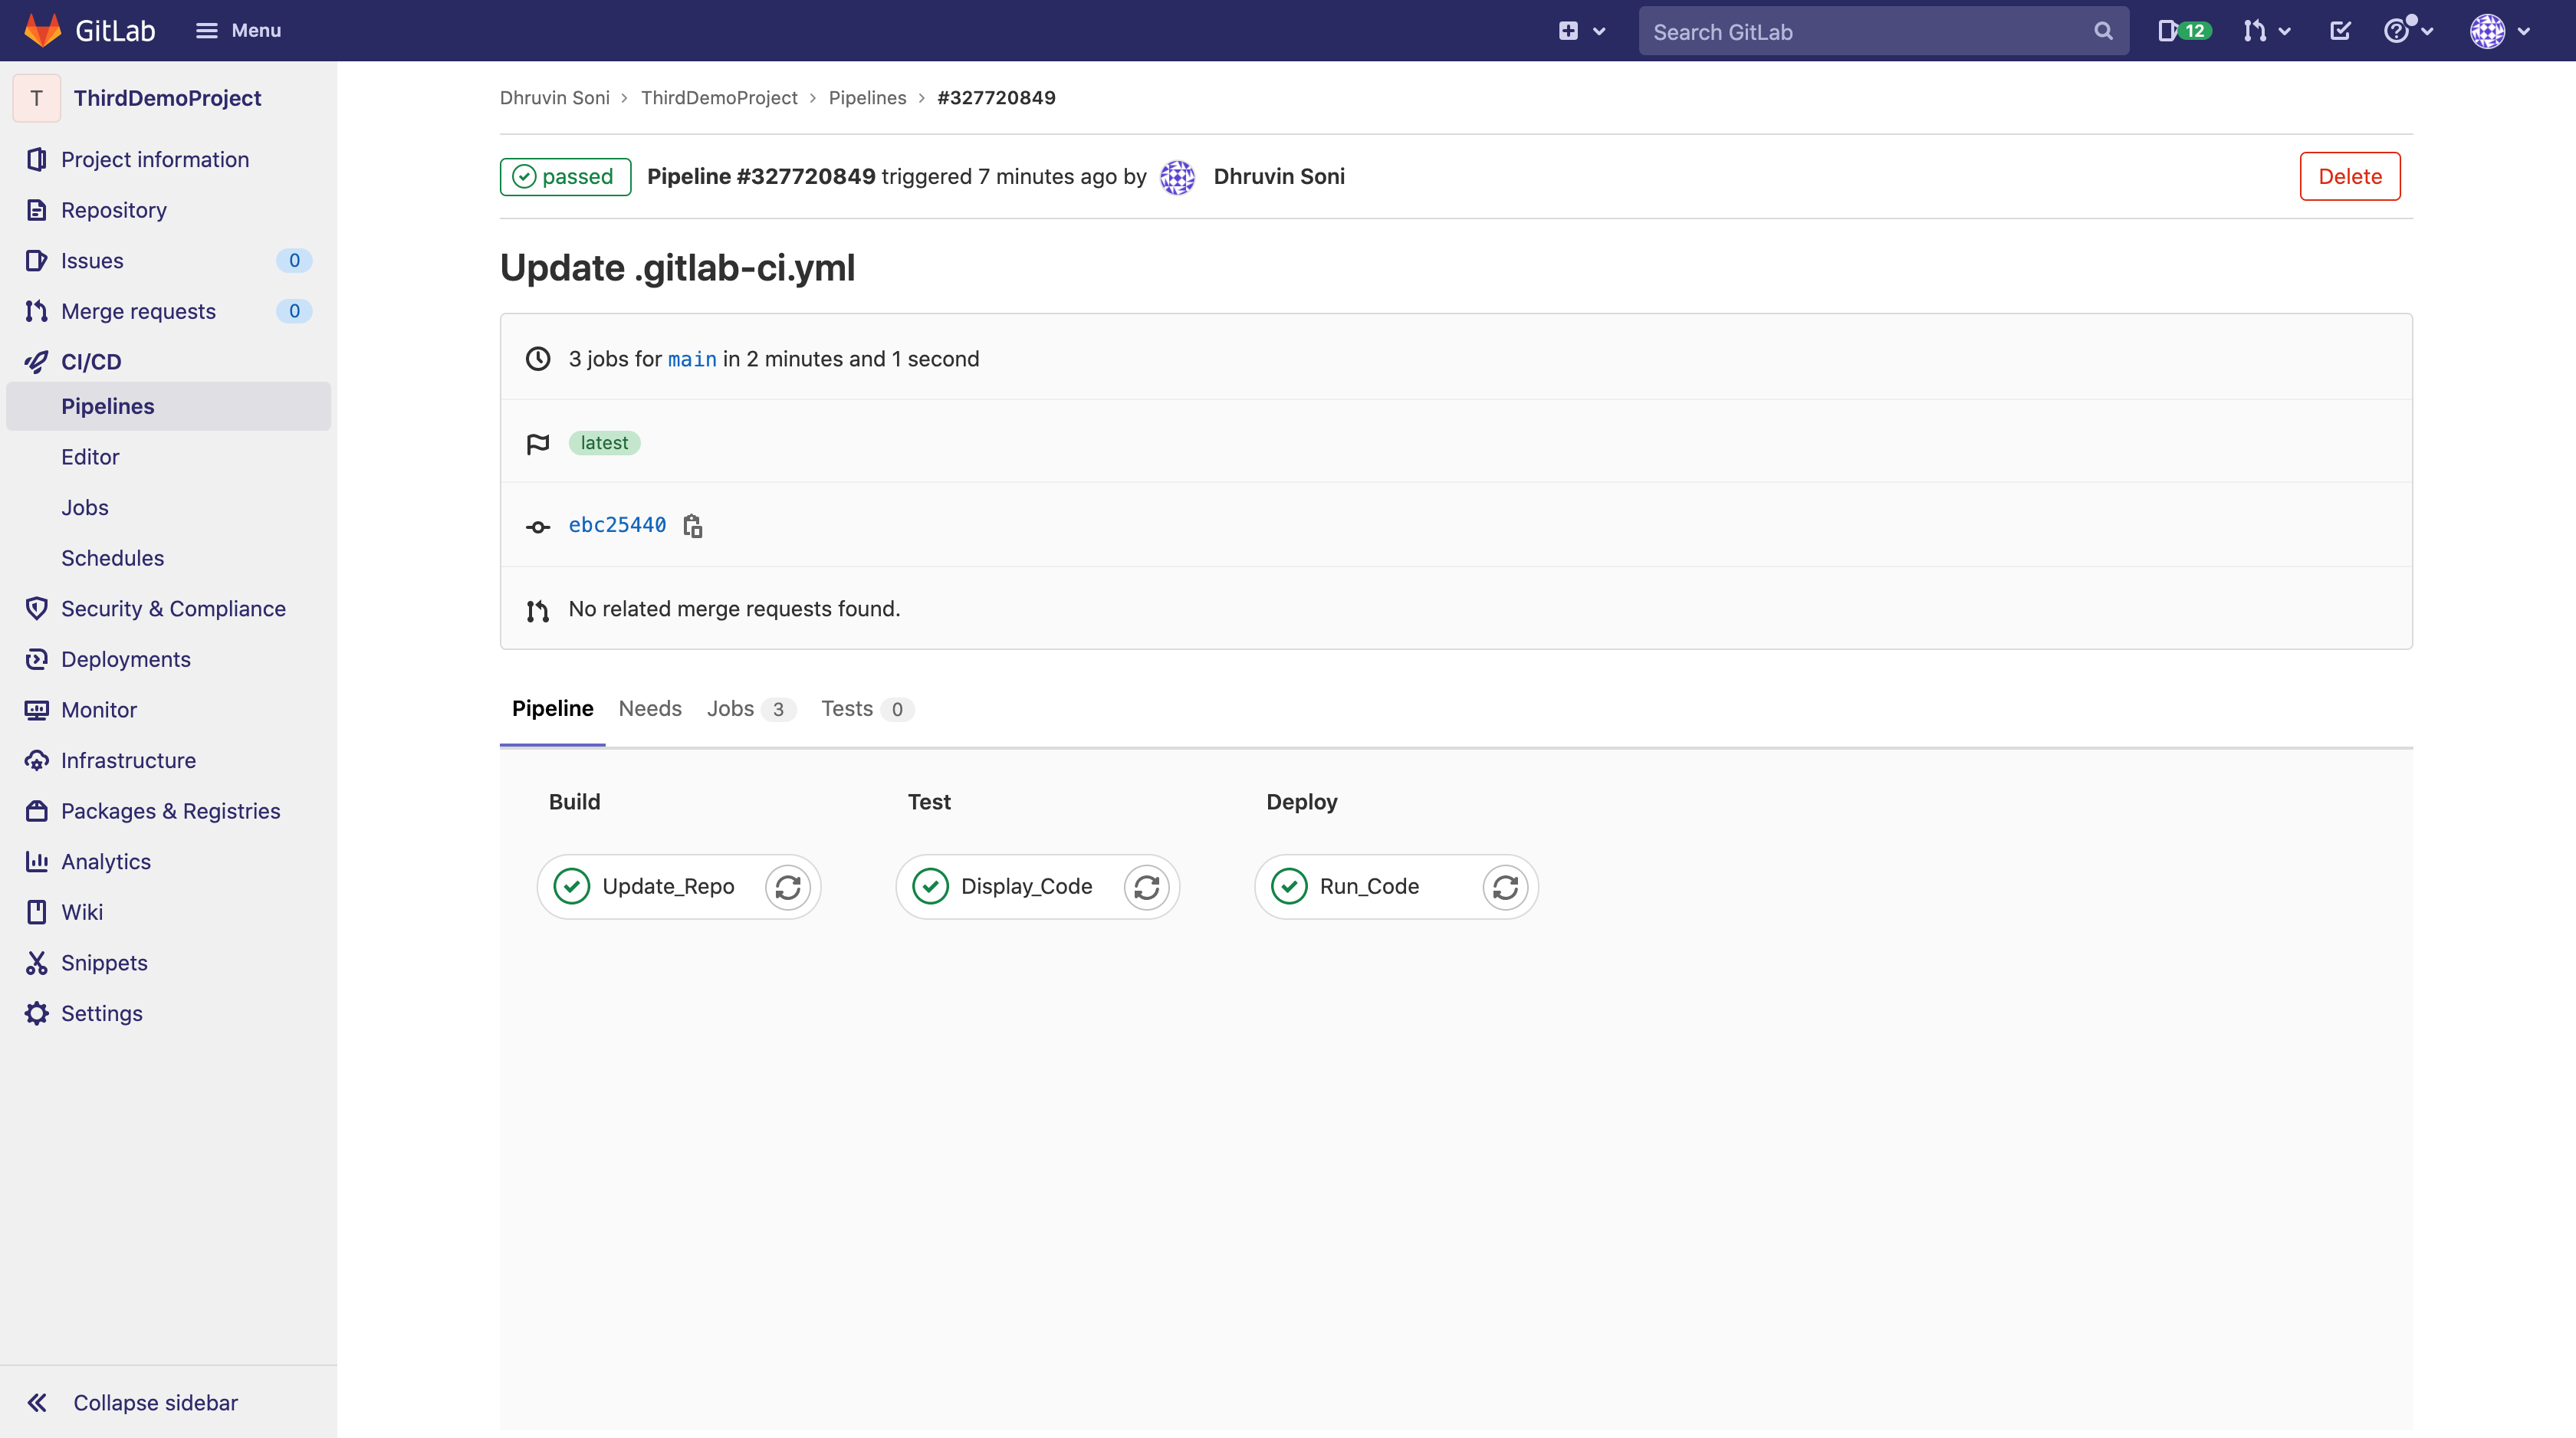 GitLab
Menu
Search GitLab
12
T
ThirdDemoProject
Project information
Repository
Issues 0
Merge requests 0
CI/CD
Pipelines
Editor
Jobs
Schedules
Security & Compliance
Deployments
Monitor
Infrastructure
Packages & Registries
Analytics
Wiki
Snippets
Settings
Collapse sidebar
Dhruvin Soni › ThirdDemoProject › Pipelines › #327720849
passed Pipeline #327720849 triggered 7 minutes ago by Dhruvin Soni
Delete
Update .gitlab-ci.yml
3 jobs for main in 2 minutes and 1 second
latest
ebc25440
No related merge requests found.
Pipeline Needs Jobs 3 Tests 0
Build Test Deploy
Update_Repo Display_Code Run_Code